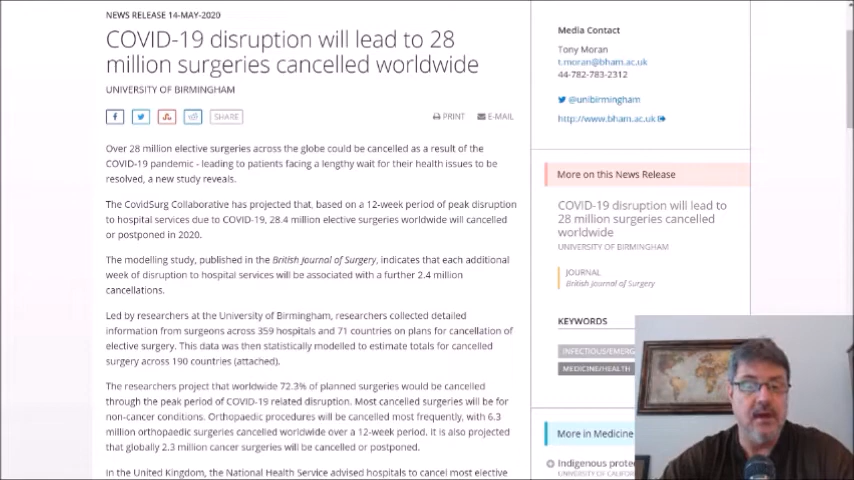 NEWS RELEASE 14-MAY-2020
COVID-19 disruption will lead to 28
million surgeries cancelled worldwide
UNIVERSITY OF BIRMINGHAM
SHARE
PRINT
E-MAIL
Over 28 million elective surgeries across the globe could be cancelled as a result of the
COVID-19 pandemic - leading to patients facing a lengthy wait for their health issues to be
resolved, a new study reveals.
The CovidSurg Collaborative has projected that, based on a 12-week period of peak disruption
to hospital services due to COVID-19, 28.4 million elective surgeries worldwide will cancelled
or postponed in 2020.
The modelling study, published in the British Journal of Surgery, indicates that each additional
week of disruption to hospital services will be associated with a further 2.4 million
cancellations.
Led by researchers at the University of Birmingham, researchers collected detailed
information from surgeons across 359 hospitals and 71 countries on plans for cancellation of
elective surgery. This data was then statistically modelled to estimate totals for cancelled
surgery across 190 countries (attached).
The researchers project that worldwide 72.3% of planned surgeries would be cancelled
through the peak period of COVID-19 related disruption. Most cancelled surgeries will be for
non-cancer conditions. Orthopaedic procedures will be cancelled most frequently, with 6.3
million orthopaedic surgeries cancelled worldwide over a 12-week period. It is also projected
that globally 2.3 million cancer surgeries will be cancelled or postponed.
In the United Kingdom, the National Health Service advised hospitals to cancel most elective
Media Contact
Tony Moran
t.moran@bham.ac.uk
44-782-783-2312
@unibirmingham
http://www.bham.ac.uk
More on this News Release
COVID-19 disruption will lead to
28 million surgeries cancelled
worldwide
UNIVERSITY OF BIRMINGHAM
JOURNAL
British Journal of Surgery
KEYWORDS
INFECTIOUS/EMERG
MEDICINE/HEALTH
More in Medicine
Indigenous prote
UNIVERSITY OF CALIFOR